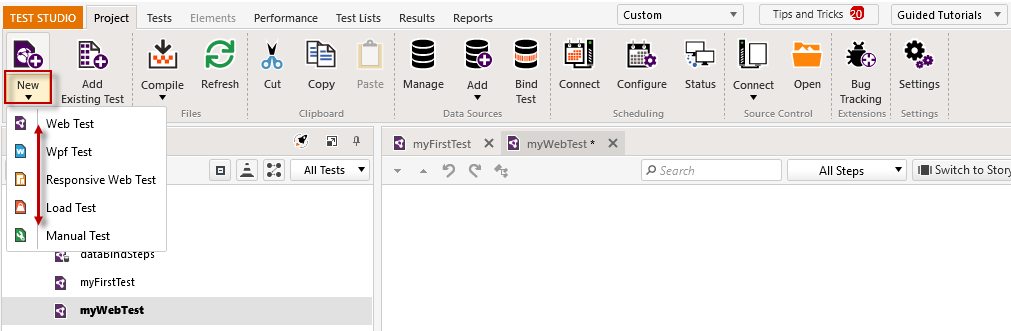 TEST STUDIO Project Tests Elements Performance Test Lists Results Reports Custom Tips and Tricks 20 Guided Tutorials
New Add Existing Test Compile Refresh Cut Copy Paste Manage Add Bind Test Connect Configure Status Connect Open Bug Tracking Settings
Files Clipboard Data Sources Scheduling Source Control Extensions Settings
Web Test
Wpf Test
Responsive Web Test
Load Test
Manual Test
All Tests
dataBindSteps
myFirstTest
myWebTest
myFirstTest myWebTest *
Search All Steps Switch to Story